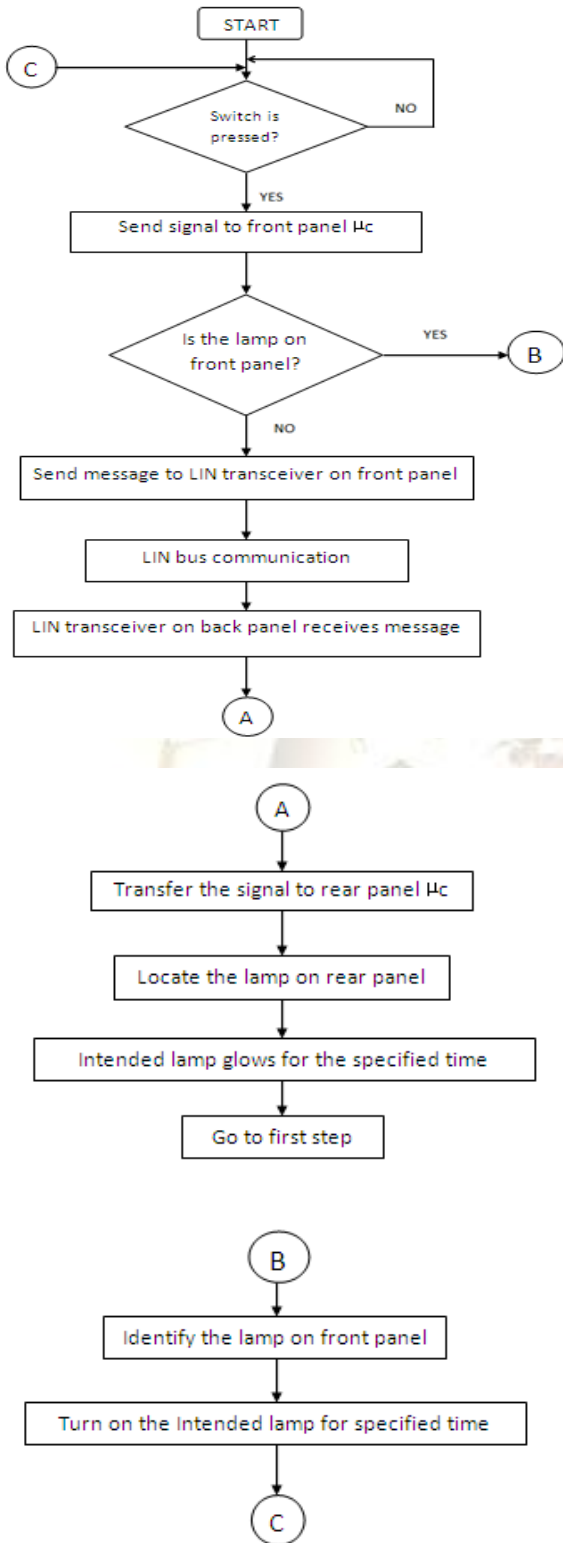 START
C
Switch is
pressed?
NO
YES
Send signal to front panel µc
Is the lamp on
front panel?
YES
B
NO
Send message to LIN transceiver on front panel
LIN bus communication
LIN transceiver on back panel receives message
A
A
Transfer the signal to rear panel µc
Locate the lamp on rear panel
Intended lamp glows for the specified time
Go to first step
B
Identify the lamp on front panel
Turn on the Intended lamp for specified time
C